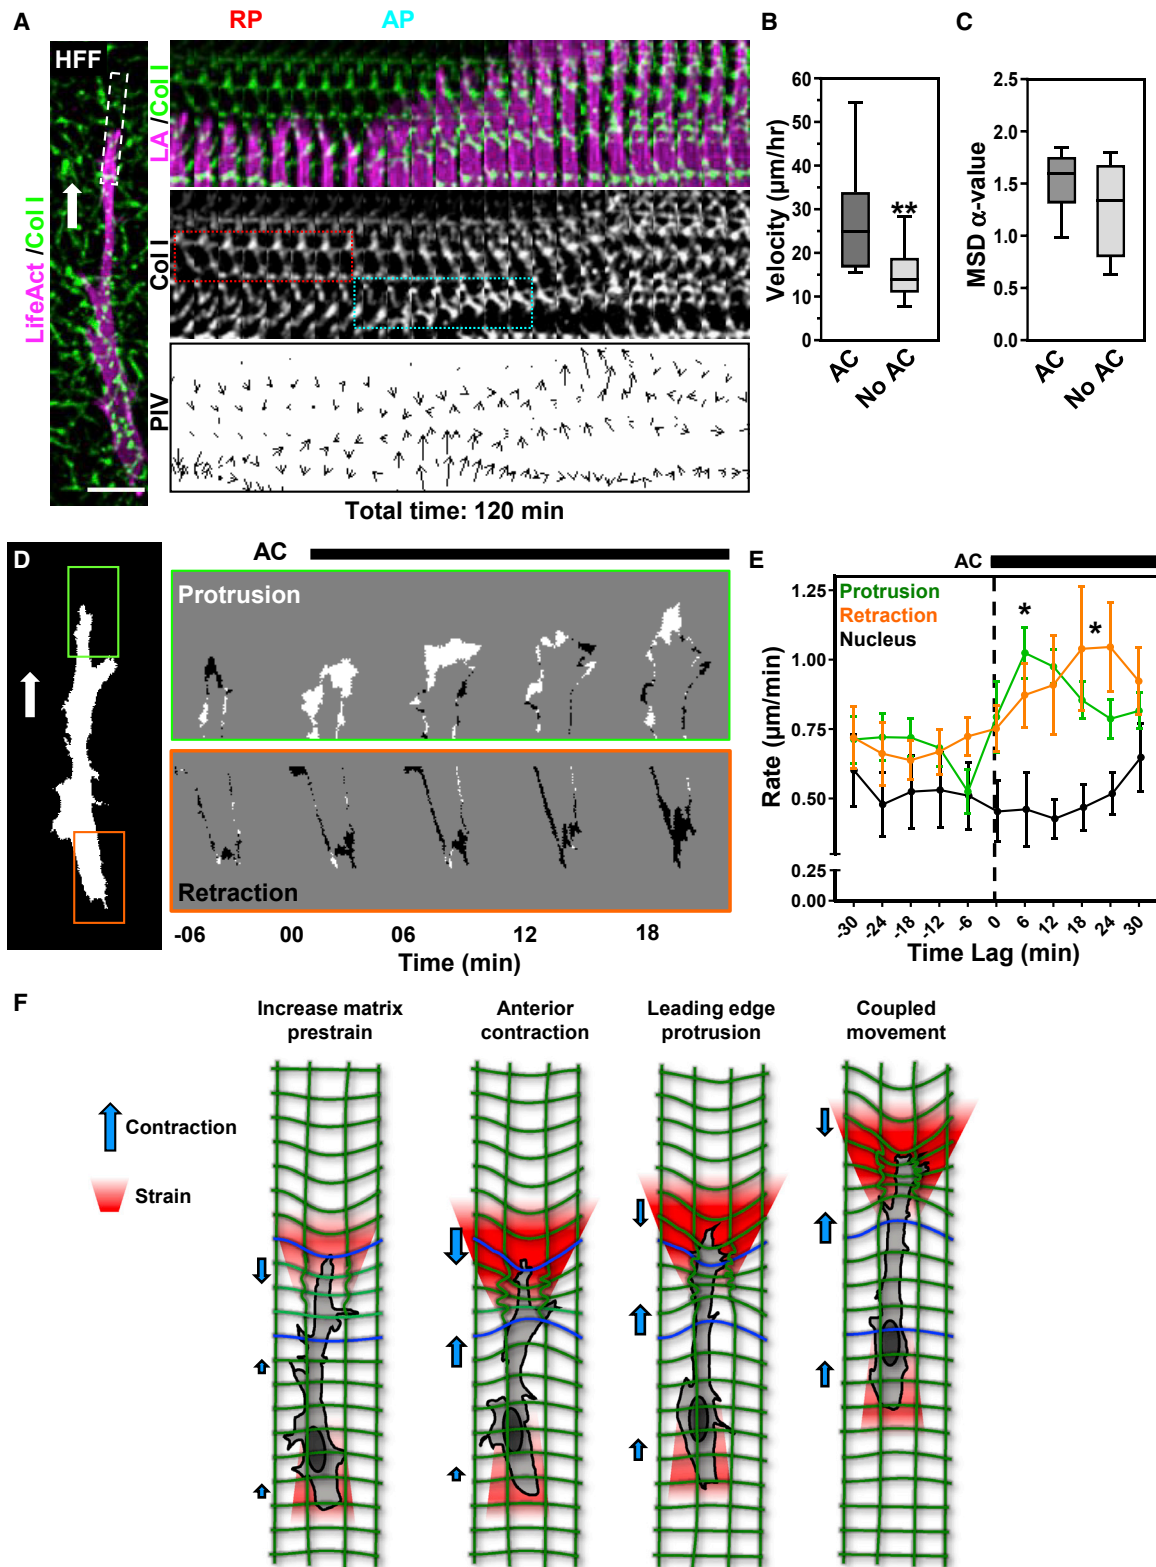 A
RP
AP
B
C
HFF
LifeAct /Col I
LA /Col I
Col I
PIV
Total time: 120 min
Velocity (µm/hr)
60
50
40
30
20
10
0
**
AC
No AC
MSD α-value
2.5
2.0
1.5
1.0
0.5
0.0
AC
No AC
D
AC
Protrusion
Retraction
-06
00
06
12
18
Time (min)
E
AC
Protrusion
Retraction
Nucleus
*
*
Rate (µm/min)
1.25
1.00
0.75
0.50
0.25
0.00
-30
-24
-18
-12
-6
0
6
12
18
24
30
Time Lag (min)
F
Increase matrix
prestrain
Anterior
contraction
Leading edge
protrusion
Coupled
movement
Contraction
Strain